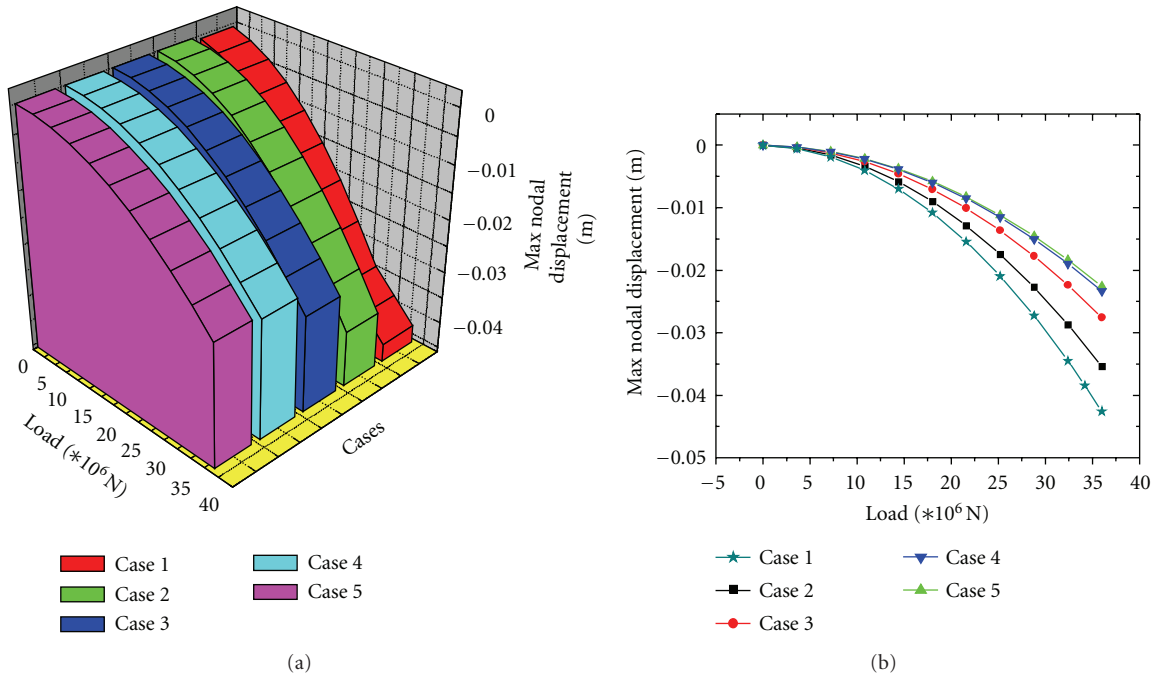 0
−0.01
−0.02
−0.03
−0.04
Max nodal
displacement
(m)
0
5
10
15
20
25
30
35
40
Load (∗10⁶ N)
Cases
Case 1
Case 2
Case 3
Case 4
Case 5
(a)
Max nodal displacement (m)
0
−0.01
−0.02
−0.03
−0.04
−0.05
−5 0 5 10 15 20 25 30 35 40
Load (∗10⁶ N)
Case 1
Case 2
Case 3
Case 4
Case 5
(b)